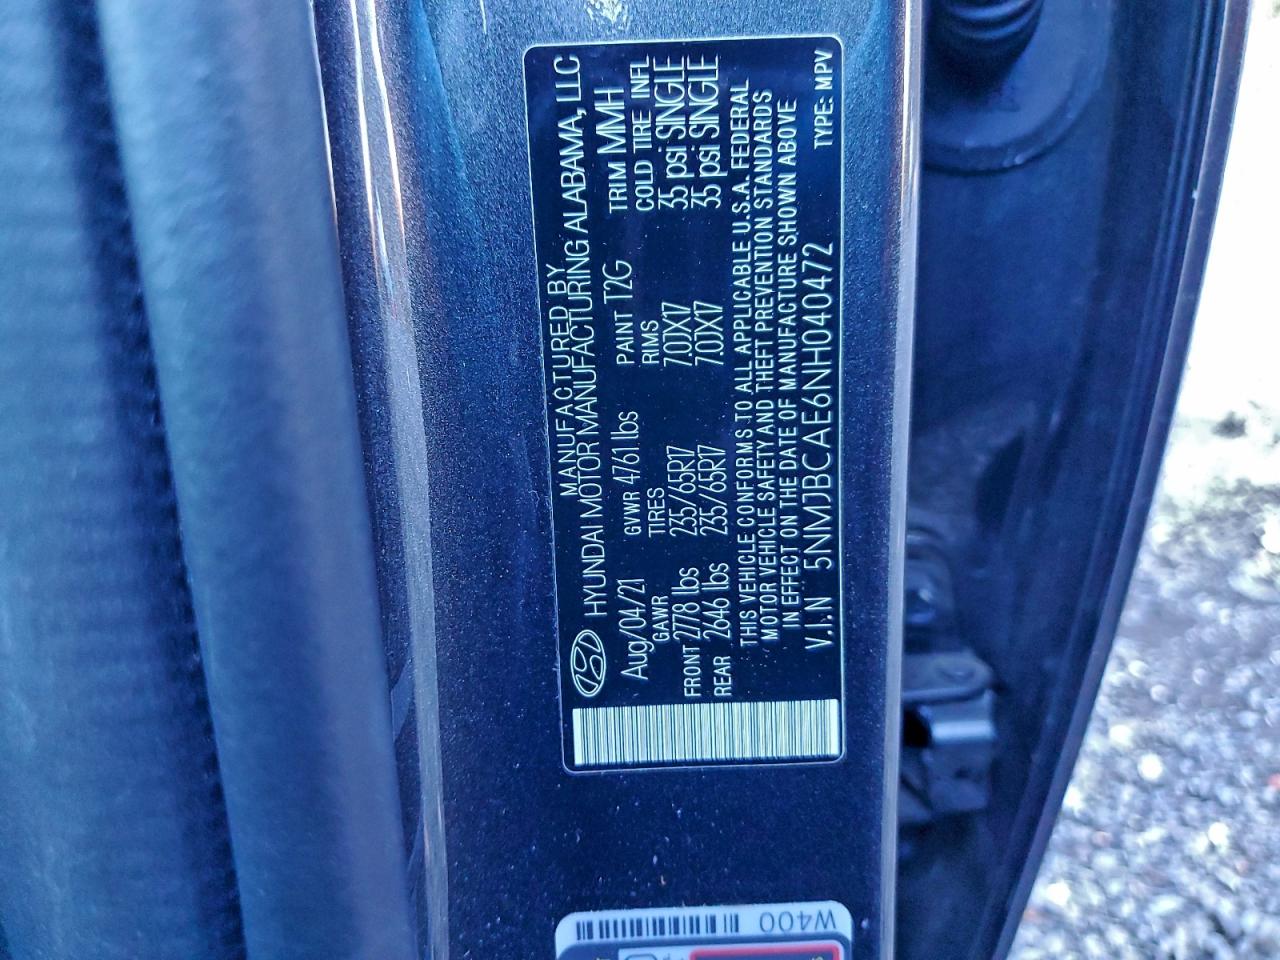 MANUFACTURED BY
HYUNDAI MOTOR MANUFACTURING ALABAMA, LLC
Aug/04/21 GVWR 4761 lbs PAINT T2G TRIM MMH
GAWR TIRES RIMS COLD TIRE INFL
FRONT 2778 lbs 235/65R17 7.0JX17 35 psi SINGLE
REAR 2646 lbs 235/65R17 7.0JX17 35 psi SINGLE
THIS VEHICLE CONFORMS TO ALL APPLICABLE U.S.A. FEDERAL
MOTOR VEHICLE SAFETY AND THEFT PREVENTION STANDARDS
IN EFFECT ON THE DATE OF MANUFACTURE SHOWN ABOVE
V.I.N 5NMJBCAE6NH040472 TYPE: MPV
W400